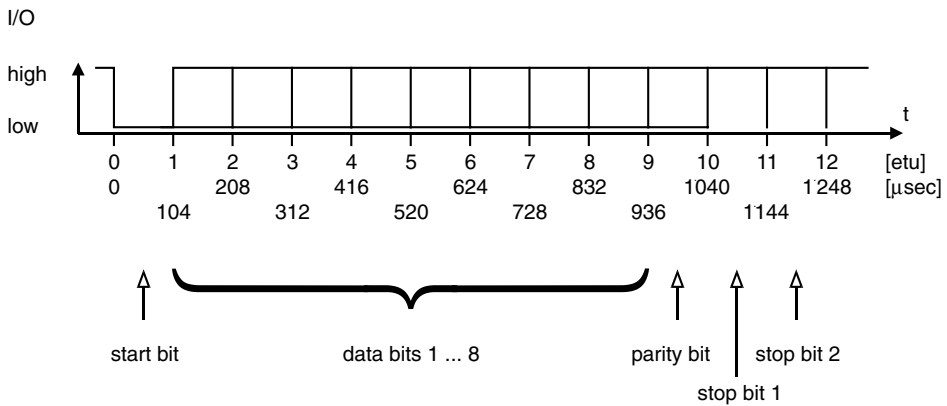 I/O
high
low
t
0 1 2 3 4 5 6 7 8 9 10 11 12 [etu]
0 208 416 624 832 1040 1248 [µsec]
104 312 520 728 936 1144
start bit data bits 1 ... 8 parity bit stop bit 2
stop bit 1